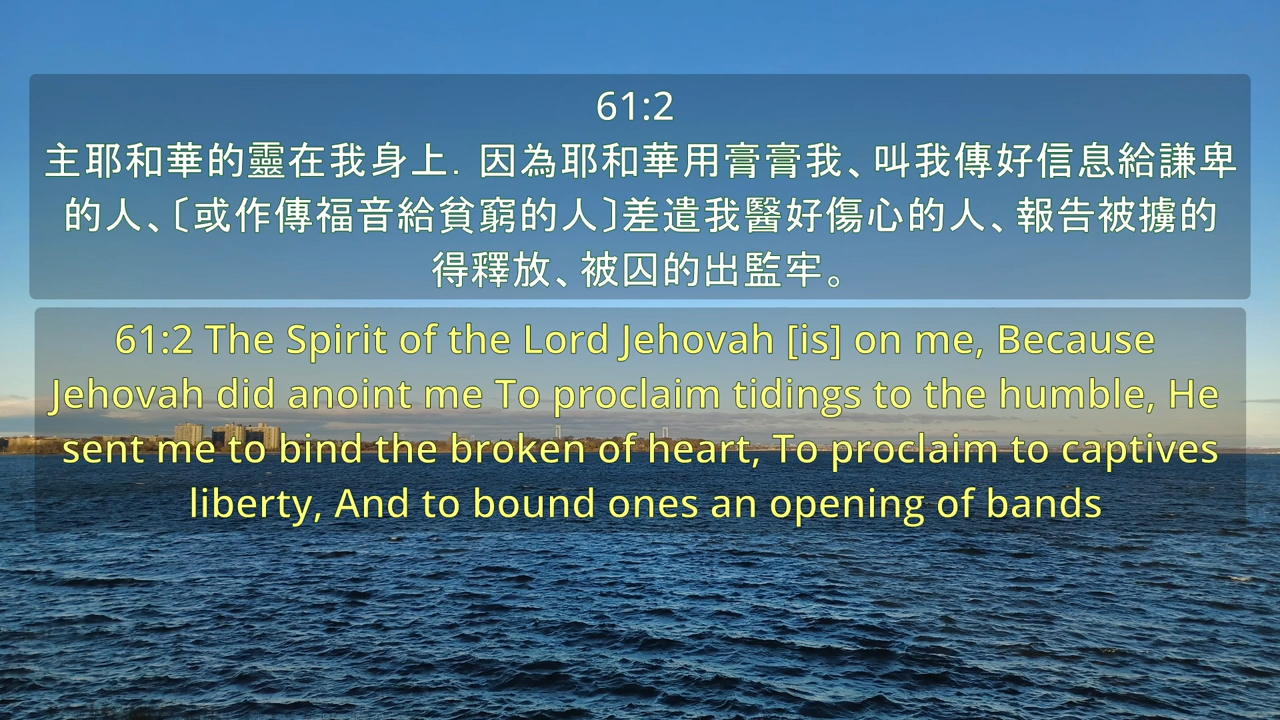 61:2
主耶和華的靈在我身上．因為耶和華用膏膏我、叫我傳好信息給謙卑
的人、〔或作傳福音給貧窮的人〕差遣我醫好傷心的人、報告被擄的
得釋放、被囚的出監牢。
61:2 The Spirit of the Lord Jehovah [is] on me, Because
Jehovah did anoint me To proclaim tidings to the humble, He
sent me to bind the broken of heart, To proclaim to captives
liberty, And to bound ones an opening of bands